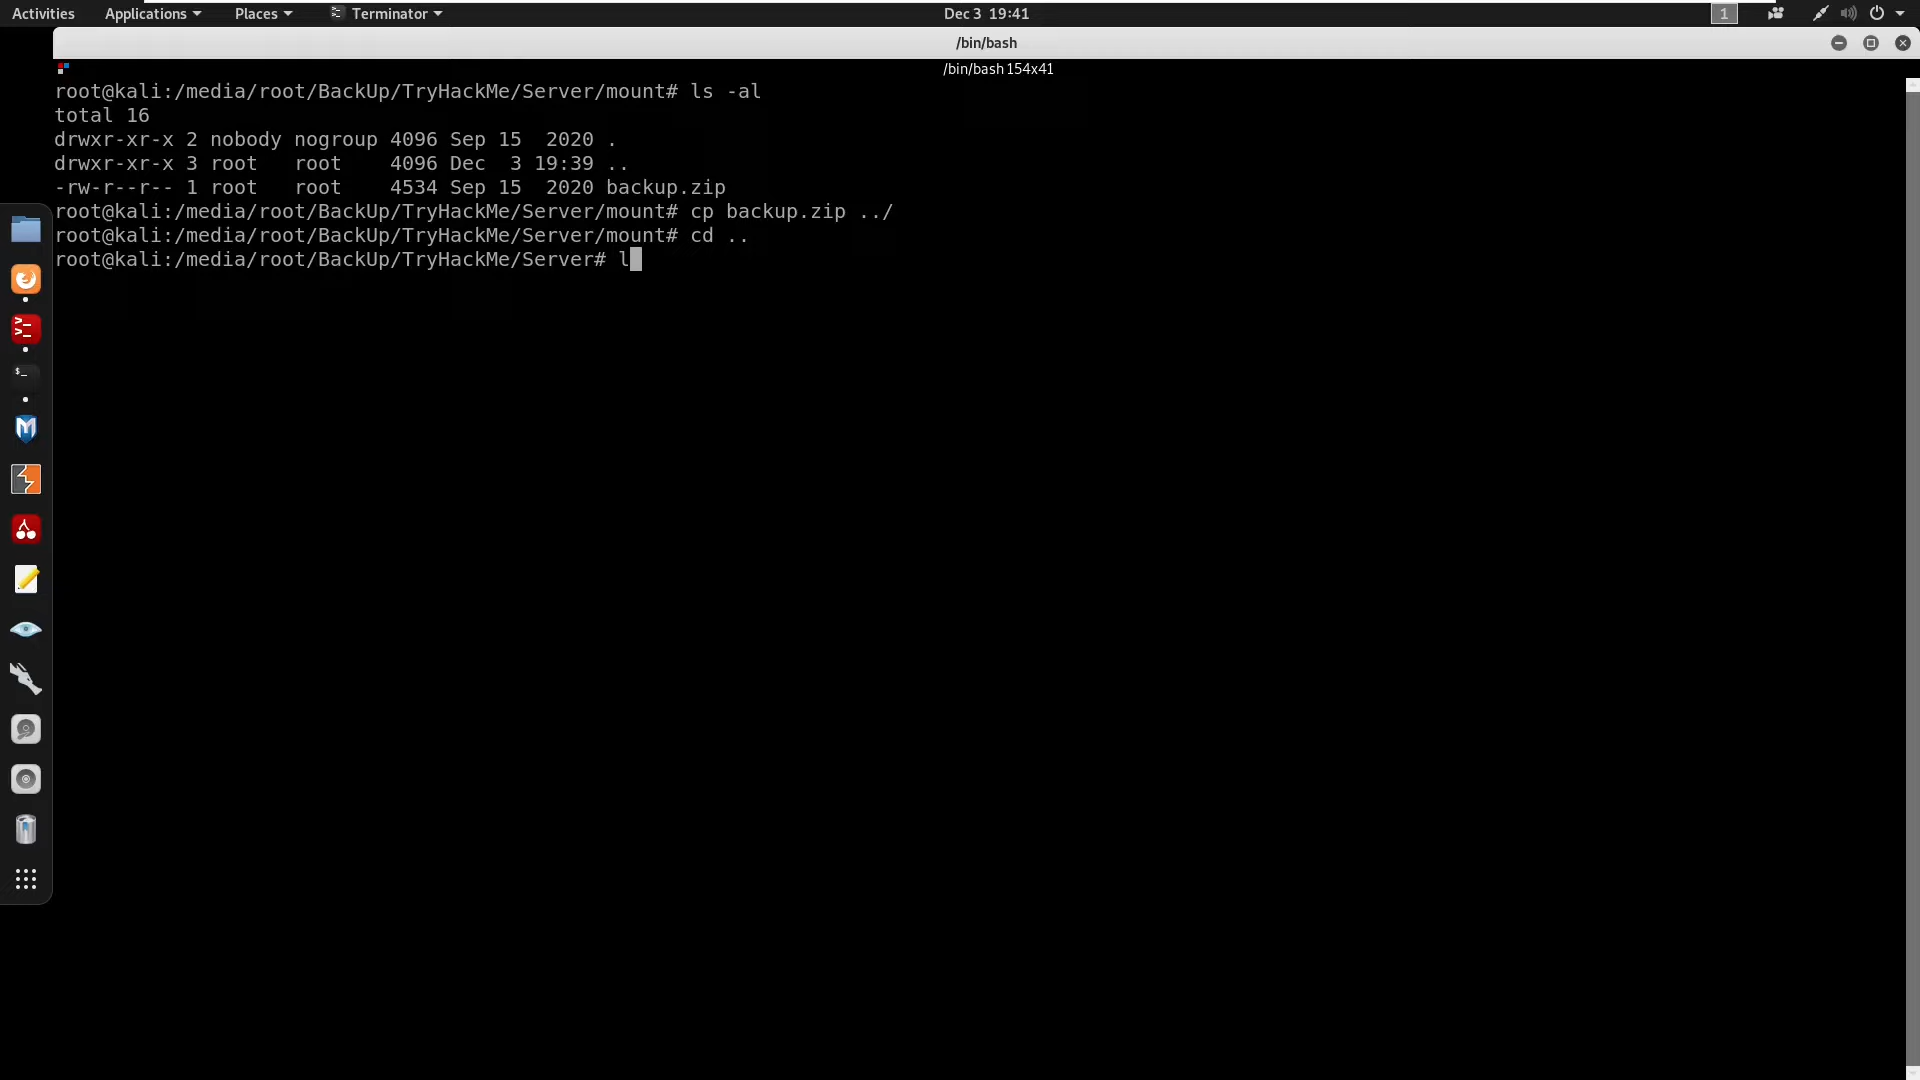 Activities Applications Places Terminator Dec 3 19:41 1
/bin/bash
/bin/bash 154x41
root@kali:/media/root/BackUp/TryHackMe/Server/mount# ls -al
total 16
drwxr-xr-x 2 nobody nogroup 4096 Sep 15  2020 .
drwxr-xr-x 3 root   root    4096 Dec  3 19:39 ..
-rw-r--r-- 1 root   root    4534 Sep 15  2020 backup.zip
root@kali:/media/root/BackUp/TryHackMe/Server/mount# cp backup.zip ../
root@kali:/media/root/BackUp/TryHackMe/Server/mount# cd ..
root@kali:/media/root/BackUp/TryHackMe/Server# l